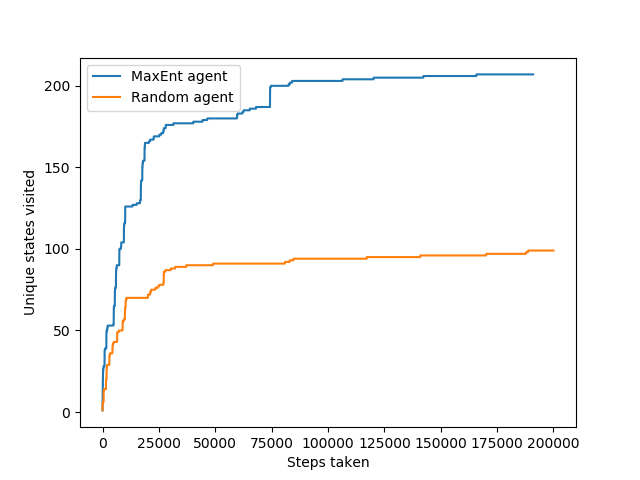 MaxEnt agent
Random agent
200
150
100
50
0
Unique states visited
0 25000 50000 75000 100000 125000 150000 175000 200000
Steps taken